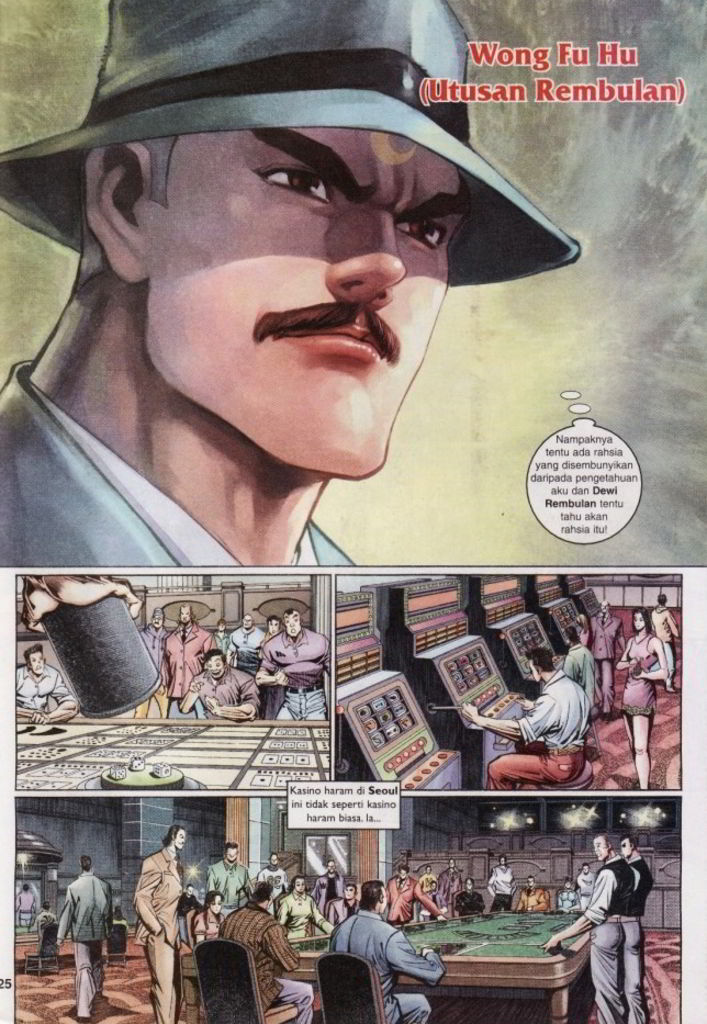 Wong Fu Hu
(Utusan Rembulan)
Nampaknya
tentu ada rahsia
yang disembunyikan
daripada pengetahuan
aku dan Dewi
Rembulan tentu
tahu akan
rahsia itu!
Kasino haram di Seoul
ini tidak seperti kasino
haram biasa. Ia...
25